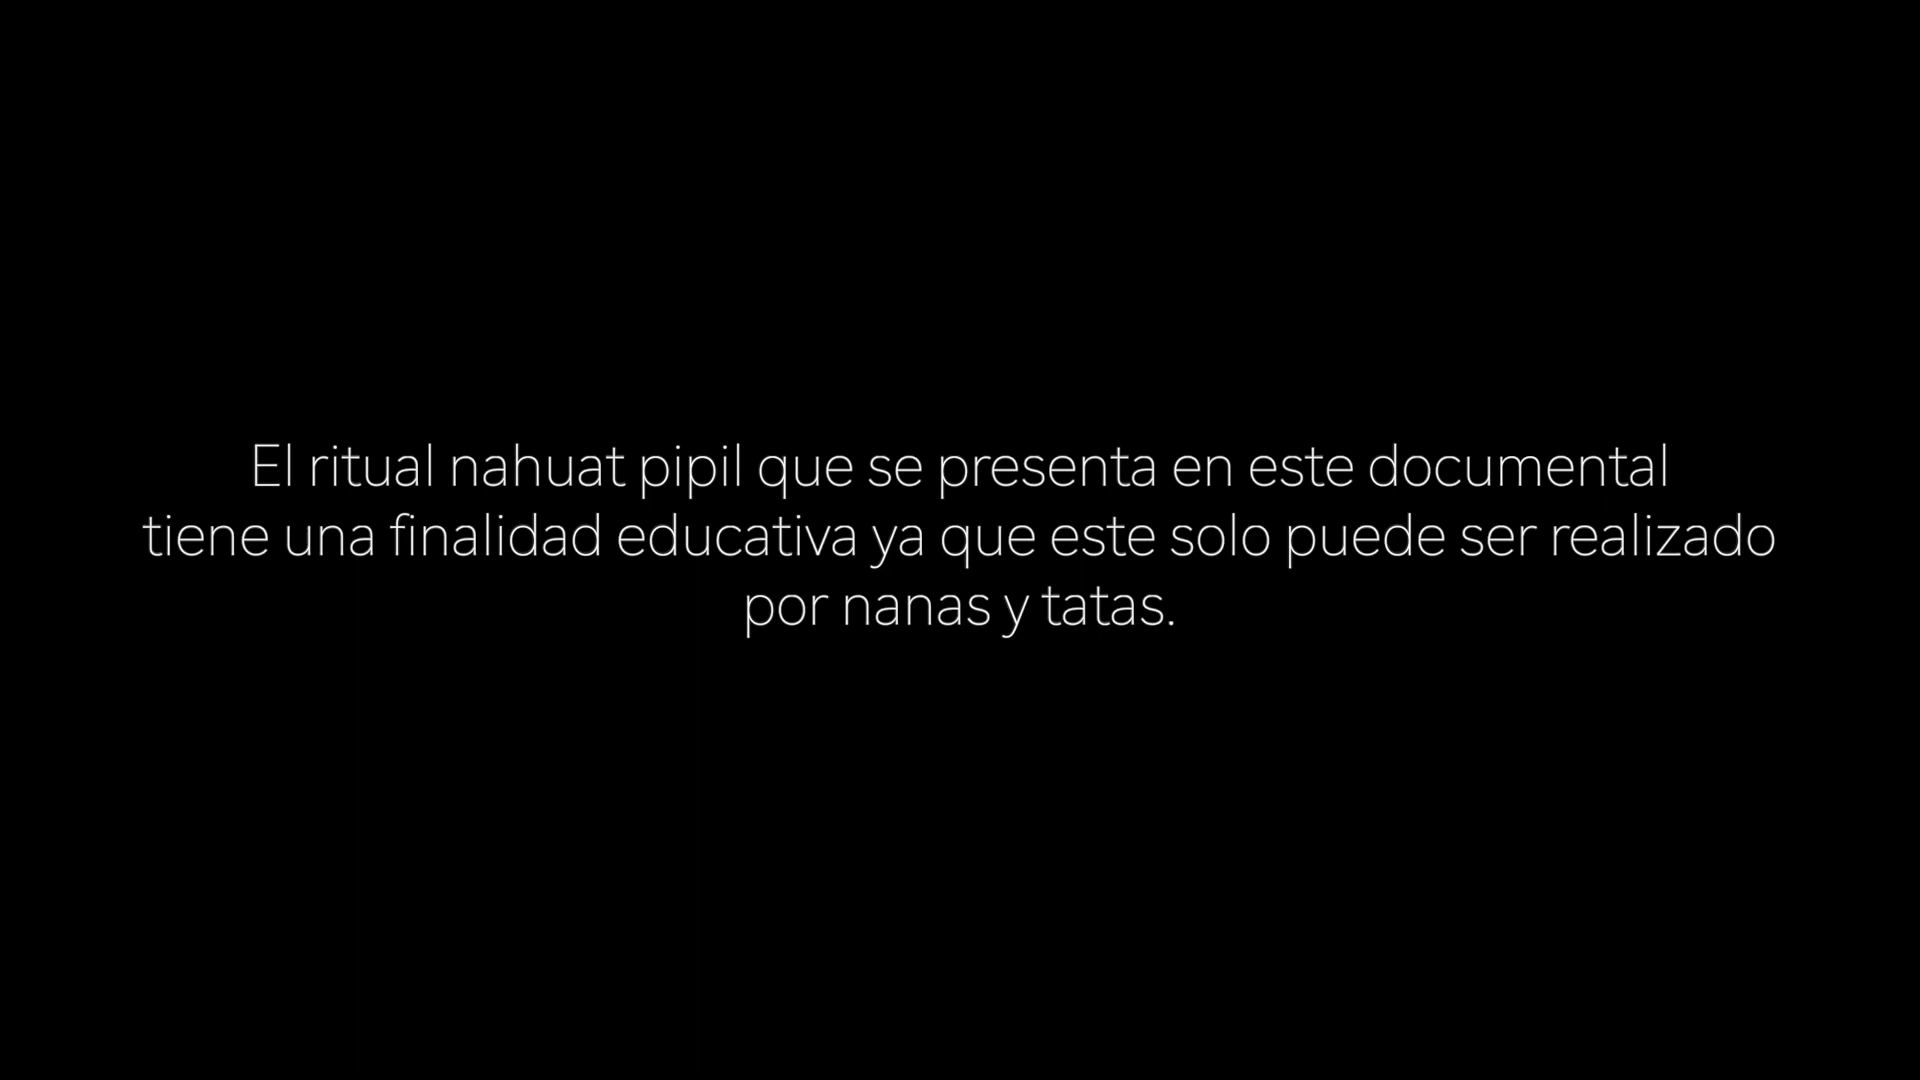 El ritual nahuat pipil que se presenta en este documental
tiene una finalidad educativa ya que este solo puede ser realizado
por nanas y tatas.